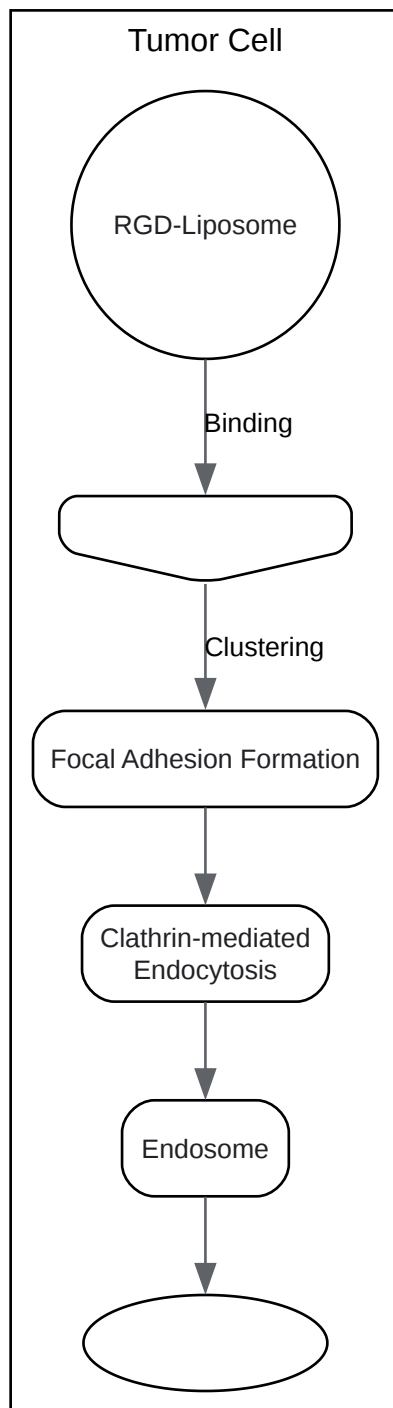 Tumor Cell
RGD-Liposome
Binding
Clustering
Focal Adhesion Formation
Clathrin-mediated
Endocytosis
Endosome